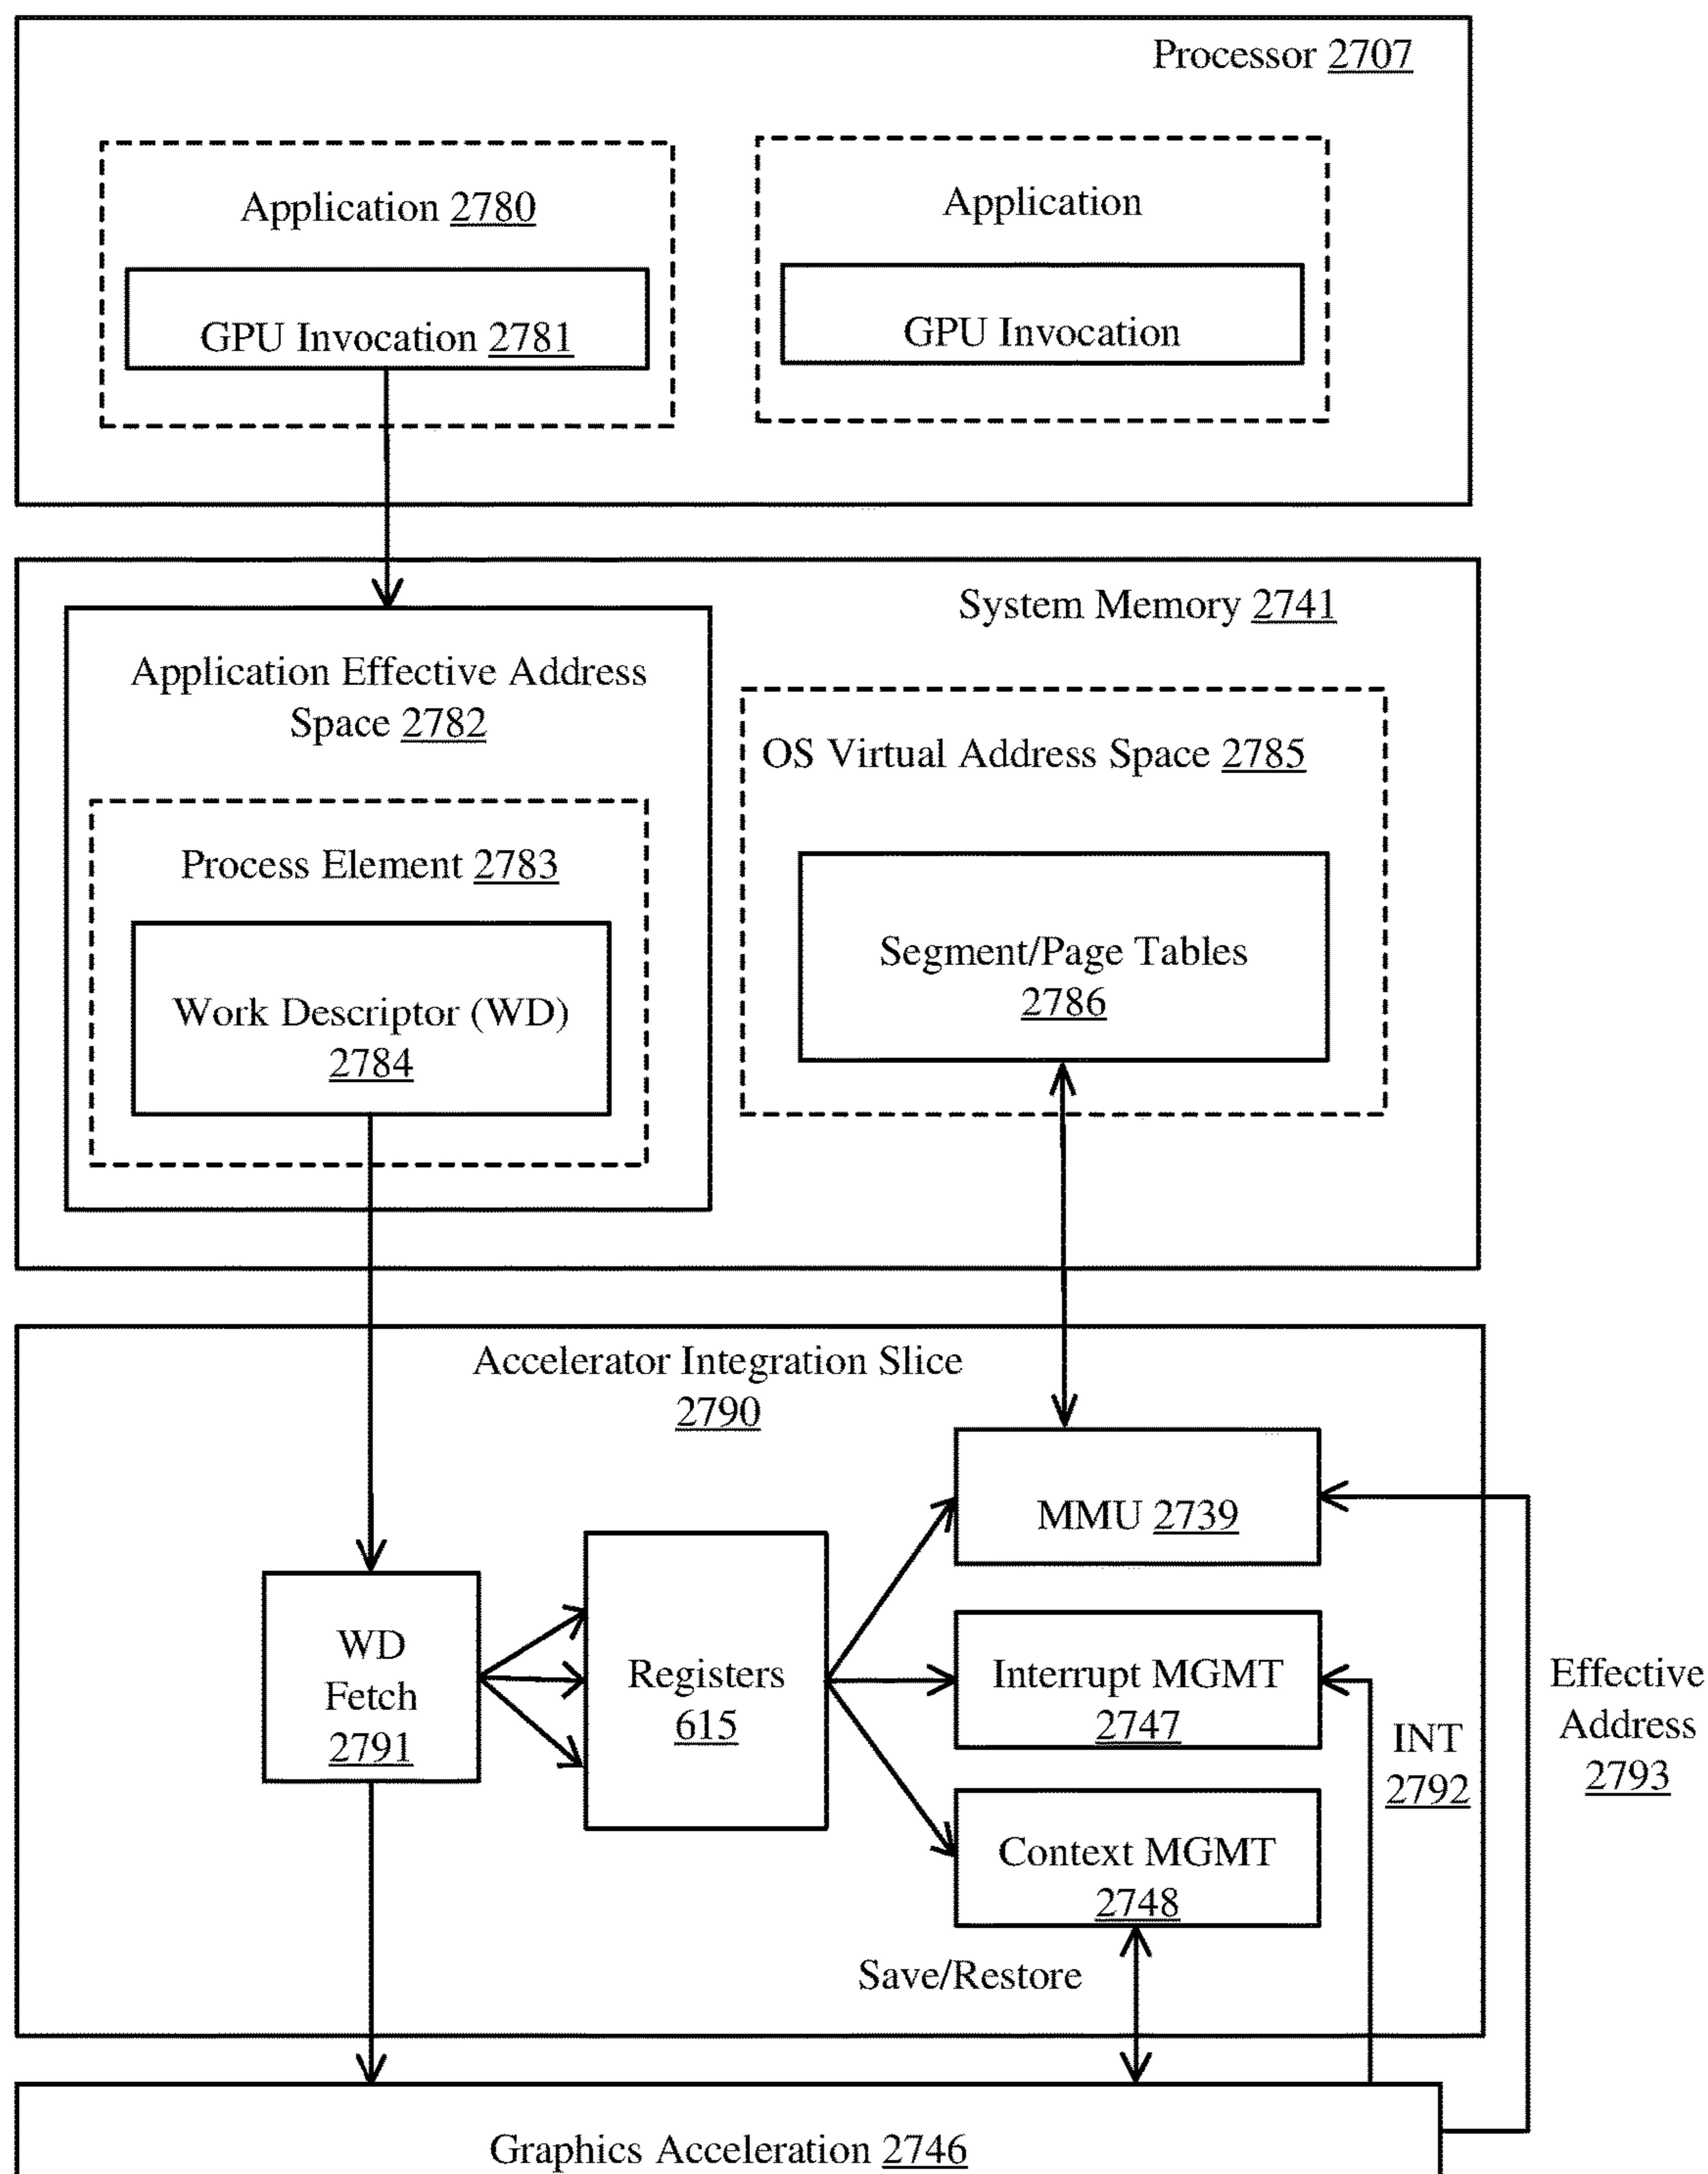 Processor 2707
Application 2780
GPU Invocation 2781
Application
GPU Invocation
System Memory 2741
Application Effective Address
Space 2782
Process Element 2783
Work Descriptor (WD)
2784
OS Virtual Address Space 2785
Segment/Page Tables
2786
Accelerator Integration Slice
2790
MMU 2739
WD
Fetch
2791
Registers
615
Interrupt MGMT
2747
Context MGMT
2748
INT
2792
Effective
Address
2793
Save/Restore
Graphics Acceleration 2746